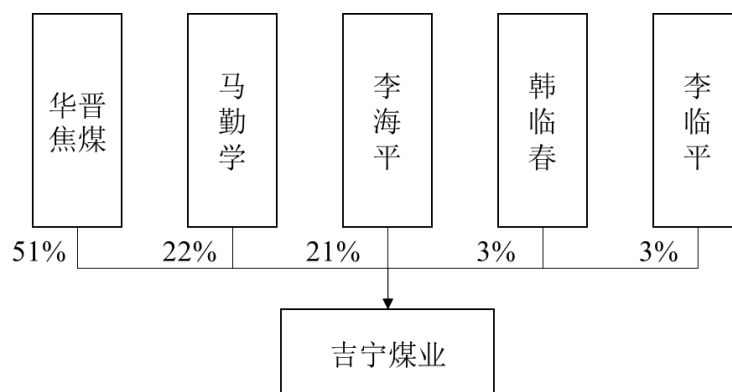 华晋
焦煤
马
勤
学
李
海
平
韩
临
春
李
临
平
51%
22%
21%
3%
3%
吉宁煤业